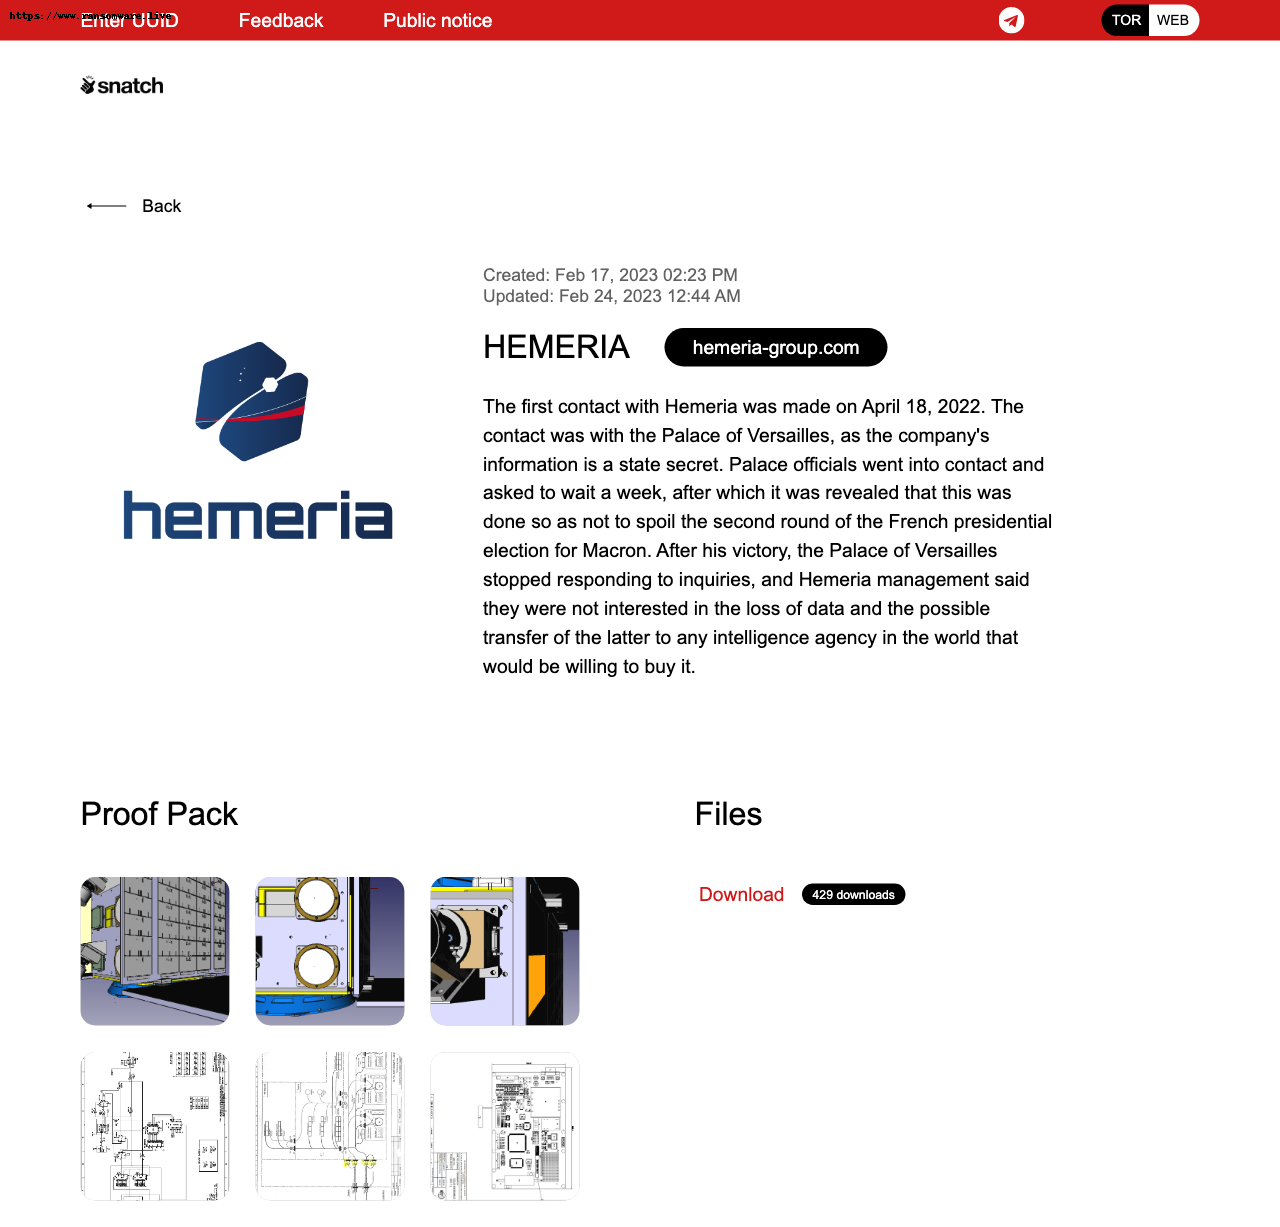 https://www.ransomware.live
Enter UUID
Feedback
Public notice
TOR
WEB
snatch
Back
Created: Feb 17, 2023 02:23 PM
Updated: Feb 24, 2023 12:44 AM
HEMERIA
hemeria-group.com
hemeria
The first contact with Hemeria was made on April 18, 2022. The
contact was with the Palace of Versailles, as the company's
information is a state secret. Palace officials went into contact and
asked to wait a week, after which it was revealed that this was
done so as not to spoil the second round of the French presidential
election for Macron. After his victory, the Palace of Versailles
stopped responding to inquiries, and Hemeria management said
they were not interested in the loss of data and the possible
transfer of the latter to any intelligence agency in the world that
would be willing to buy it.
Proof Pack
Files
Download
429 downloads